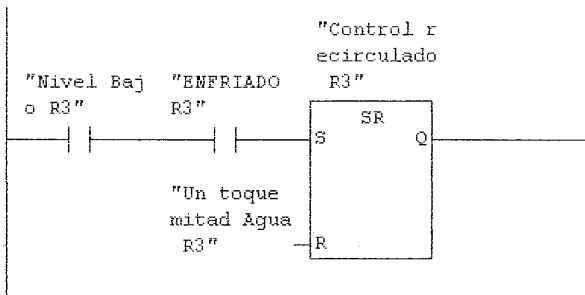 "Control r
ecirculado
R3"
"Nivel Baj
o R3"
"ENFRIADO
R3"
SR
S
Q
"Un toque
mitad Agua
R3"
R